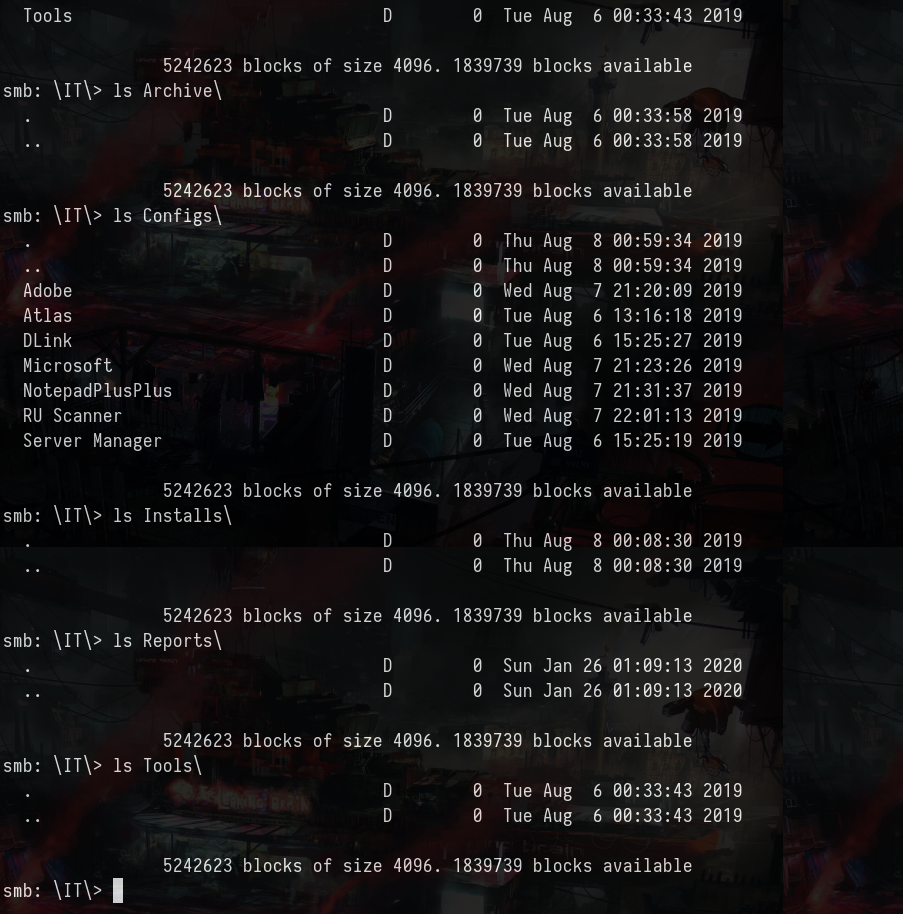 Tools D 0 Tue Aug 6 00:33:43 2019
5242623 blocks of size 4096. 1839739 blocks available
smb: \IT\> ls Archive\
. D 0 Tue Aug 6 00:33:58 2019
.. D 0 Tue Aug 6 00:33:58 2019
5242623 blocks of size 4096. 1839739 blocks available
smb: \IT\> ls Configs\
. D 0 Thu Aug 8 00:59:34 2019
.. D 0 Thu Aug 8 00:59:34 2019
Adobe D 0 Wed Aug 7 21:20:09 2019
Atlas D 0 Tue Aug 6 13:16:18 2019
DLink D 0 Tue Aug 6 15:25:27 2019
Microsoft D 0 Wed Aug 7 21:23:26 2019
NotepadPlusPlus D 0 Wed Aug 7 21:31:37 2019
RU Scanner D 0 Wed Aug 7 22:01:13 2019
Server Manager D 0 Tue Aug 6 15:25:19 2019
5242623 blocks of size 4096. 1839739 blocks available
smb: \IT\> ls Installs\
. D 0 Thu Aug 8 00:08:30 2019
.. D 0 Thu Aug 8 00:08:30 2019
5242623 blocks of size 4096. 1839739 blocks available
smb: \IT\> ls Reports\
. D 0 Sun Jan 26 01:09:13 2020
.. D 0 Sun Jan 26 01:09:13 2020
5242623 blocks of size 4096. 1839739 blocks available
smb: \IT\> ls Tools\
. D 0 Tue Aug 6 00:33:43 2019
.. D 0 Tue Aug 6 00:33:43 2019
5242623 blocks of size 4096. 1839739 blocks available
smb: \IT\>